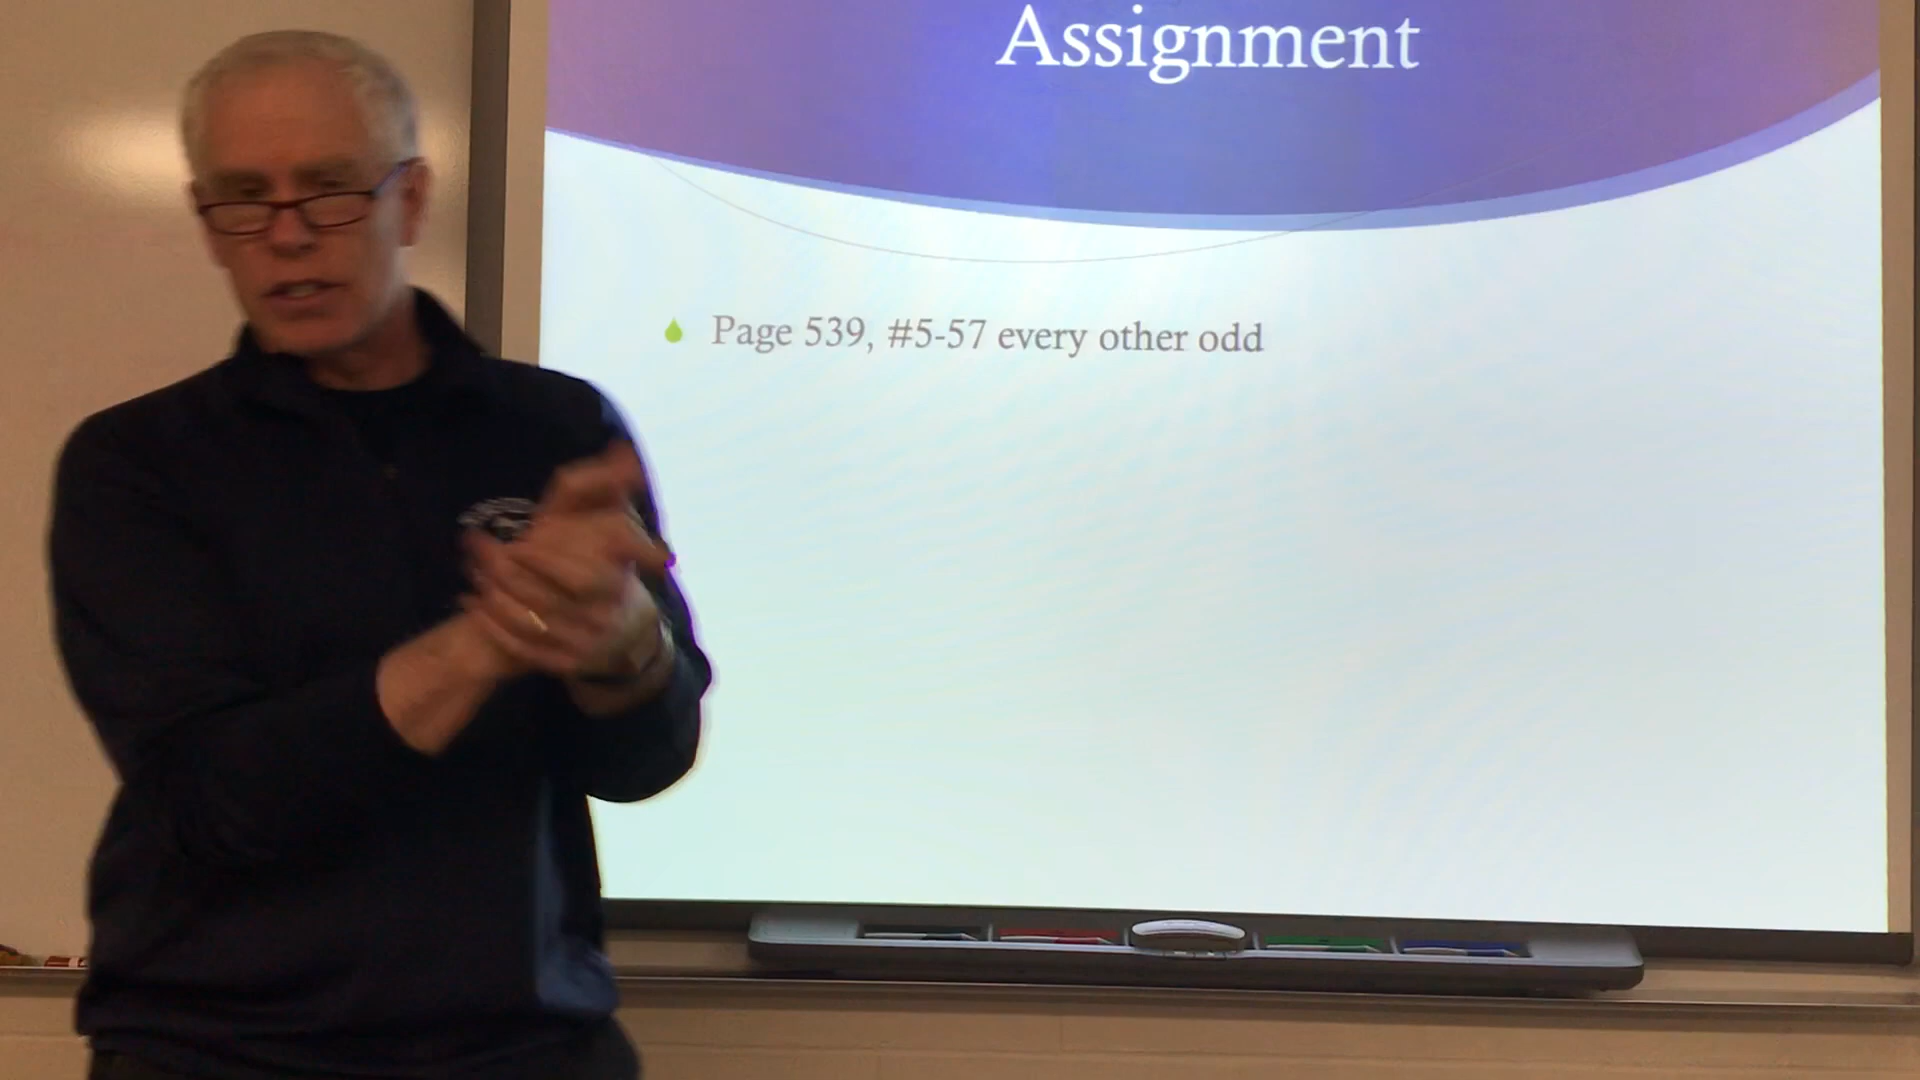 Assignment
Page 539, #5-57 every other odd